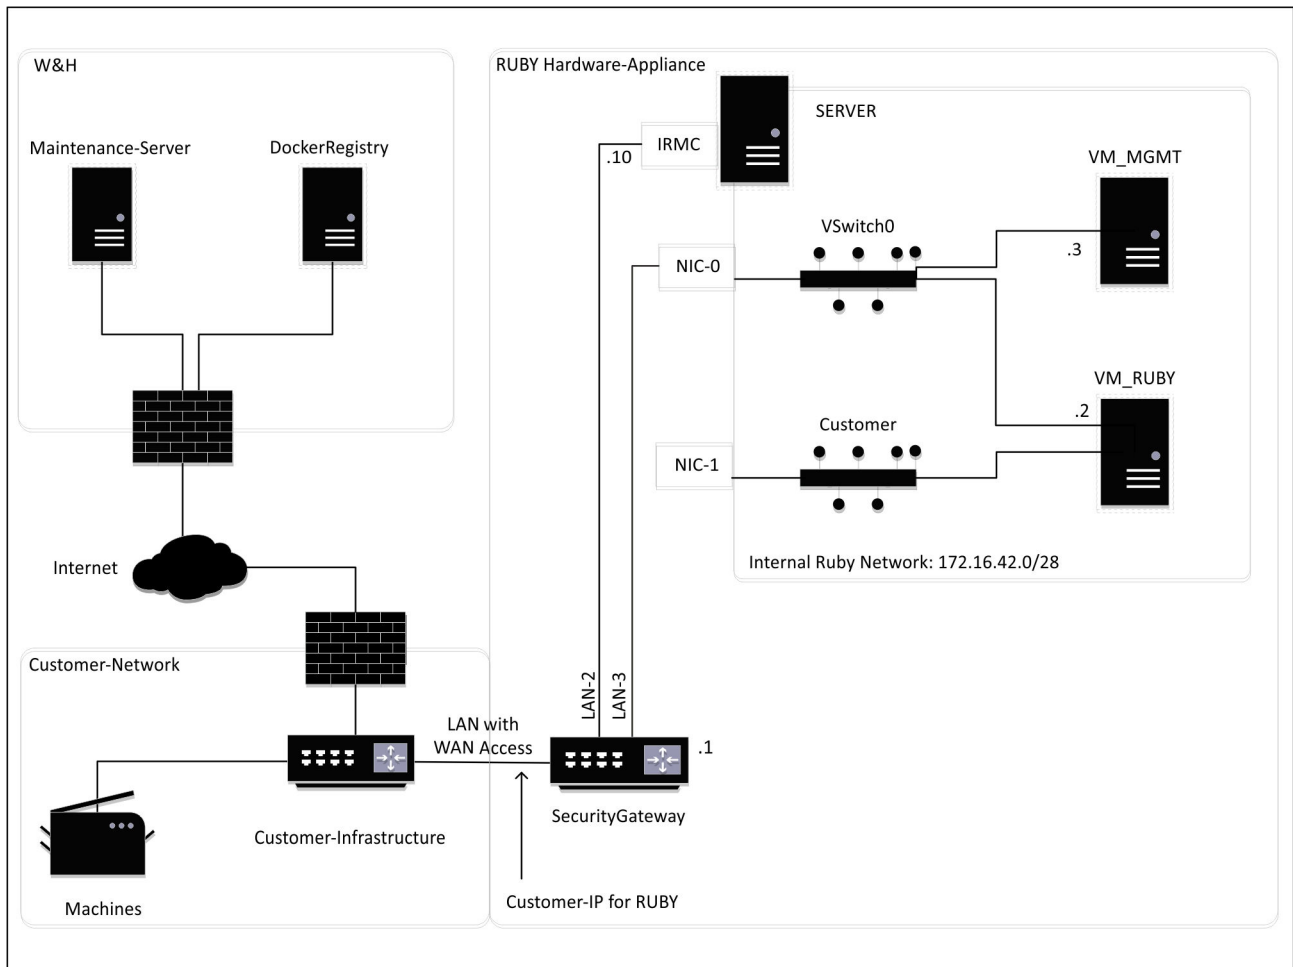 W&H
Maintenance-Server
DockerRegistry
Internet
Customer-Network
Customer-Infrastructure
Machines
LAN with
WAN Access
RUBY Hardware-Appliance
SERVER
IRMC
.10
VM_MGMT
.3
VSwitch0
NIC-0
VM_RUBY
.2
Customer
NIC-1
Internal Ruby Network: 172.16.42.0/28
LAN-2
LAN-3
.1
SecurityGateway
Customer-IP for RUBY